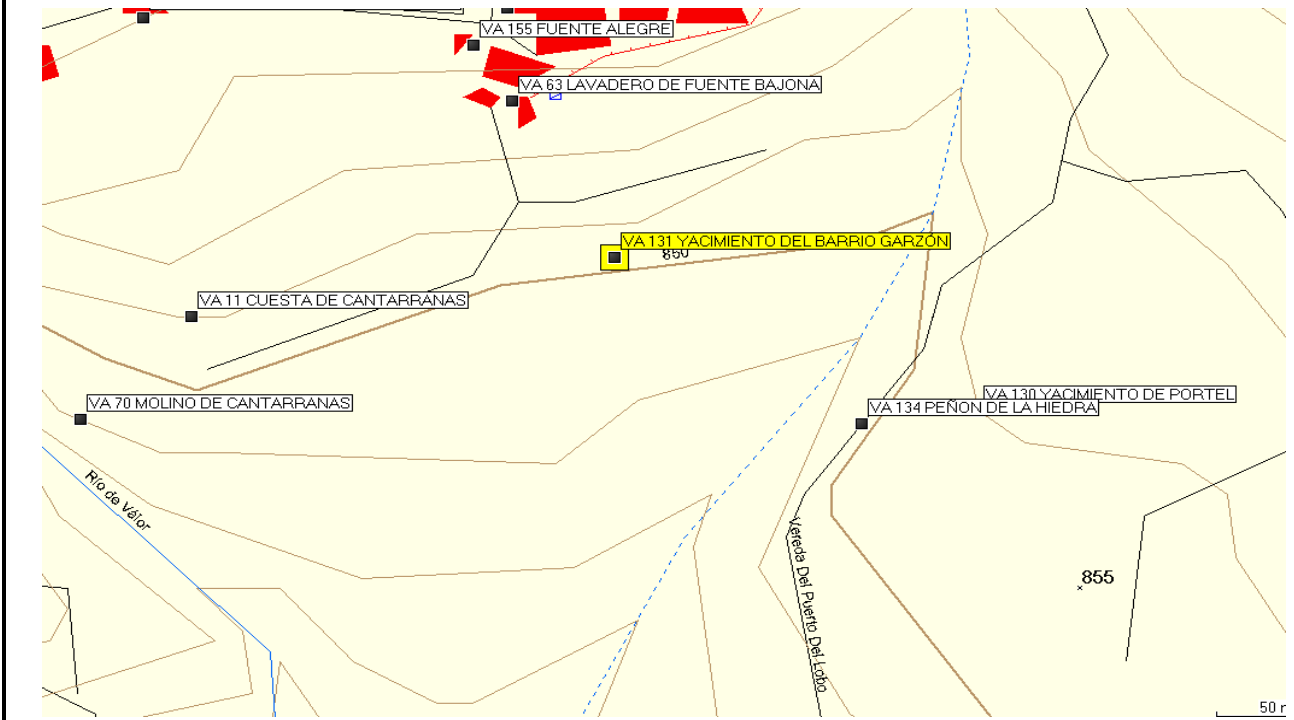 VA 155 FUENTE ALEGRE
VA 63 LAVADERO DE FUENTE BAJONA
VA 131 YACIMIENTO DEL BARRIO GARZÓN
850
VA 11 CUESTA DE CANTARRANAS
VA 70 MOLINO DE CANTARRANAS
VA 130 YACIMIENTO DE PORTEL
VA 134 PEÑON DE LA HIEDRA
Río de Válor
Vereda Del Puerto Del Lobo
855
50